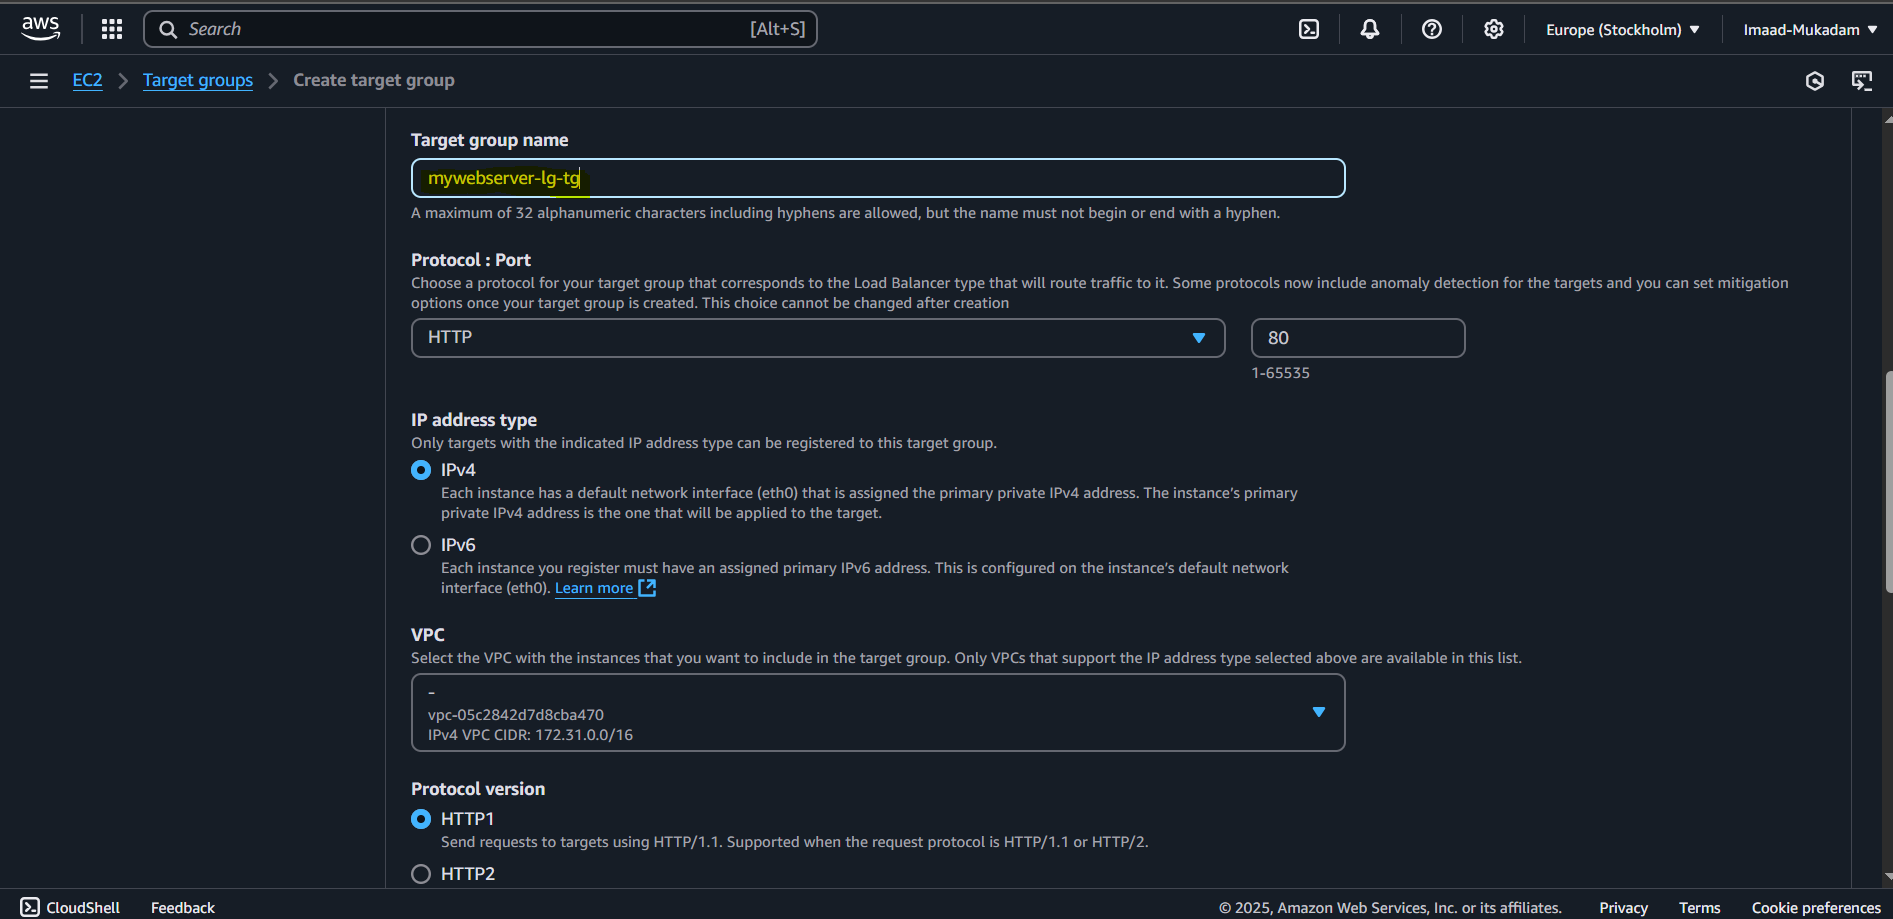 aws
Search
[Alt+S]
Europe (Stockholm)
Imaad-Mukadam
EC2
Target groups
Create target group
Target group name
mywebserver-lg-tg
A maximum of 32 alphanumeric characters including hyphens are allowed, but the name must not begin or end with a hyphen.
Protocol : Port
Choose a protocol for your target group that corresponds to the Load Balancer type that will route traffic to it. Some protocols now include anomaly detection for the targets and you can set mitigation
options once your target group is created. This choice cannot be changed after creation
HTTP
80
1-65535
IP address type
Only targets with the indicated IP address type can be registered to this target group.
IPv4
Each instance has a default network interface (eth0) that is assigned the primary private IPv4 address. The instance's primary
private IPv4 address is the one that will be applied to the target.
IPv6
Each instance you register must have an assigned primary IPv6 address. This is configured on the instance's default network
interface (eth0). Learn more
VPC
Select the VPC with the instances that you want to include in the target group. Only VPCs that support the IP address type selected above are available in this list.
-
vpc-05c2842d7d8cba470
IPv4 VPC CIDR: 172.31.0.0/16
Protocol version
HTTP1
Send requests to targets using HTTP/1.1. Supported when the request protocol is HTTP/1.1 or HTTP/2.
HTTP2
CloudShell
Feedback
© 2025, Amazon Web Services, Inc. or its affiliates.
Privacy
Terms
Cookie preferences